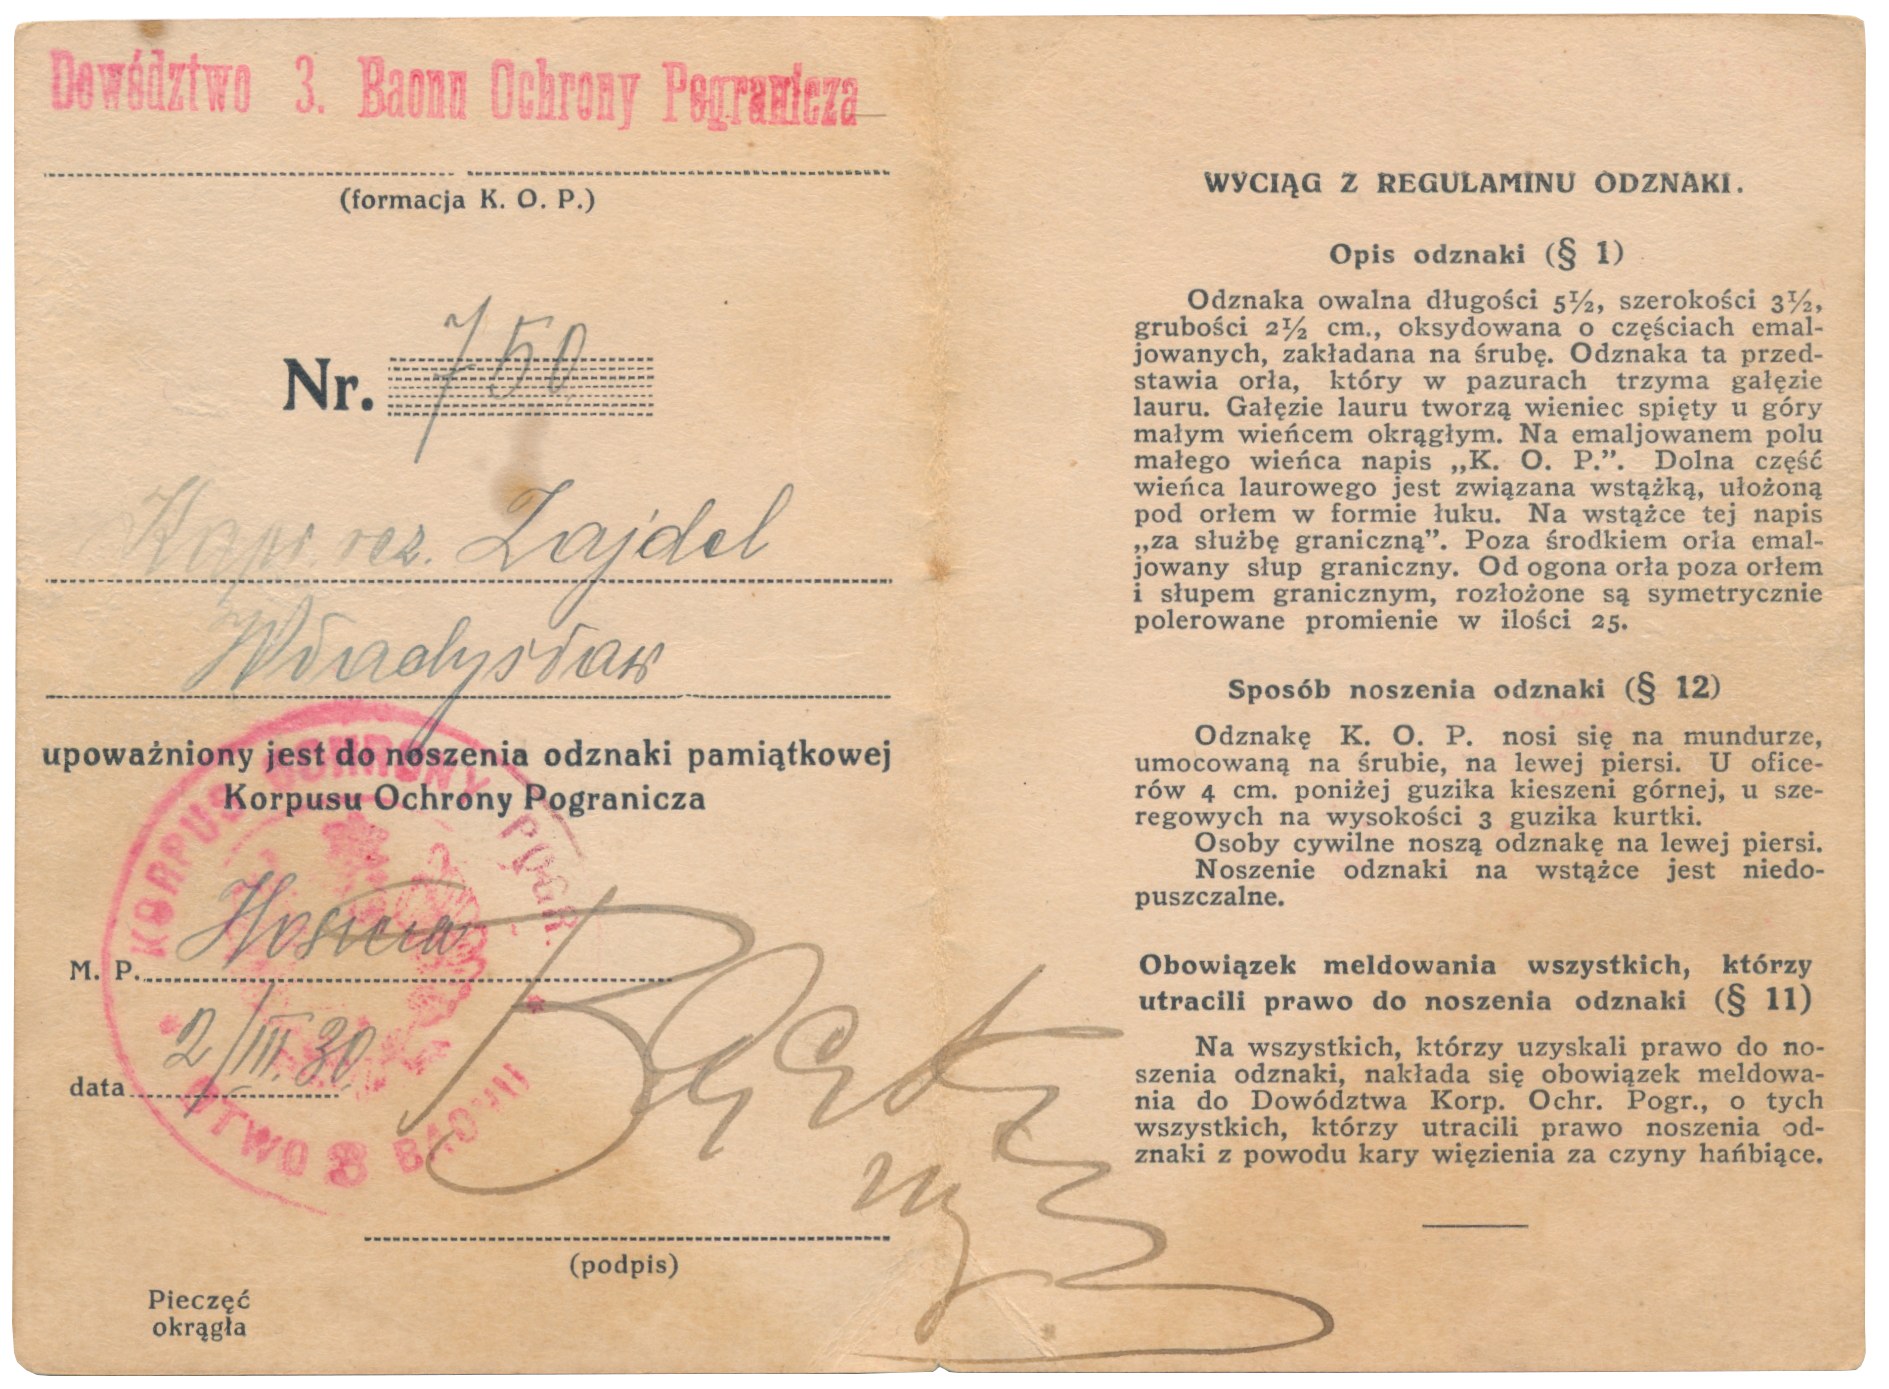 Dowództwo 3. Baonu Ochrony Pogranicza
(formacja K. O. P.)
Nr. 750
Kapr. rez. Zajdel
Władysław
upoważniony jest do noszenia odznaki pamiątkowej
Korpusu Ochrony Pogranicza
KORPUS OCHRONY POGR.
M. P. Hoszcza
data 2/III.30.
DTWO 3 BAONU
(podpis)
Pieczęć
okrągła
WYCIĄG Z REGULAMINU ODZNAKI.
Opis odznaki (§ 1)
Odznaka owalna długości 5½, szerokości 3½,
grubości 2½ cm., oksydowana o częściach emal-
jowanych, zakładana na śrubę. Odznaka ta przed-
stawia orła, który w pazurach trzyma gałęzie
lauru. Gałęzie lauru tworzą wieniec spięty u góry
małym wieńcem okrągłym. Na emaljowanem polu
małego wieńca napis „K. O. P.”. Dolna część
wieńca laurowego jest związana wstążką, ułożoną
pod orłem w formie łuku. Na wstążce tej napis
„za służbę graniczną”. Poza środkiem orła emal-
jowany słup graniczny. Od ogona orła poza orłem
i słupem granicznym, rozłożone są symetrycznie
polerowane promienie w ilości 25.
Sposób noszenia odznaki (§ 12)
Odznakę K. O. P. nosi się na mundurze,
umocowaną na śrubie, na lewej piersi. U ofice-
rów 4 cm. poniżej guzika kieszeni górnej, u sze-
regowych na wysokości 3 guzika kurtki.
Osoby cywilne noszą odznakę na lewej piersi.
Noszenie odznaki na wstążce jest niedo-
puszczalne.
Obowiązek meldowania wszystkich, którzy
utracili prawo do noszenia odznaki (§ 11)
Na wszystkich, którzy uzyskali prawo do no-
szenia odznaki, nakłada się obowiązek meldowa-
nia do Dowództwa Korp. Ochr. Pogr., o tych
wszystkich, którzy utracili prawo noszenia od-
znaki z powodu kary więzienia za czyny hańbiące.